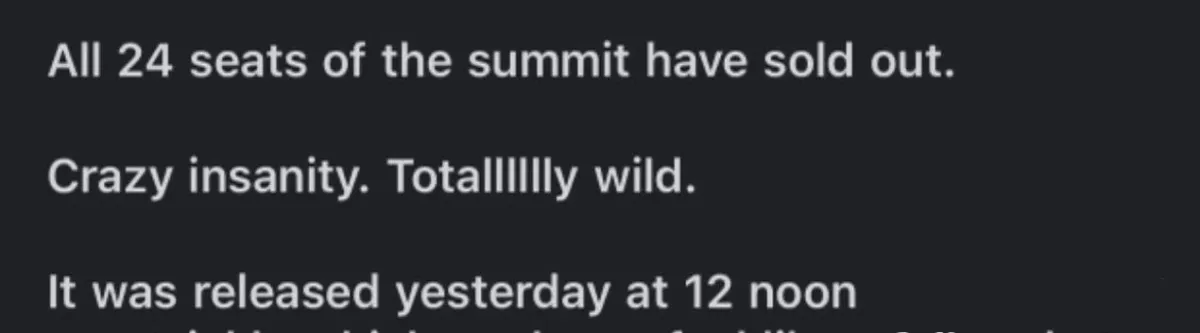 All 24 seats of the summit have sold out.
Crazy insanity. Totalllllly wild.
It was released yesterday at 12 noon